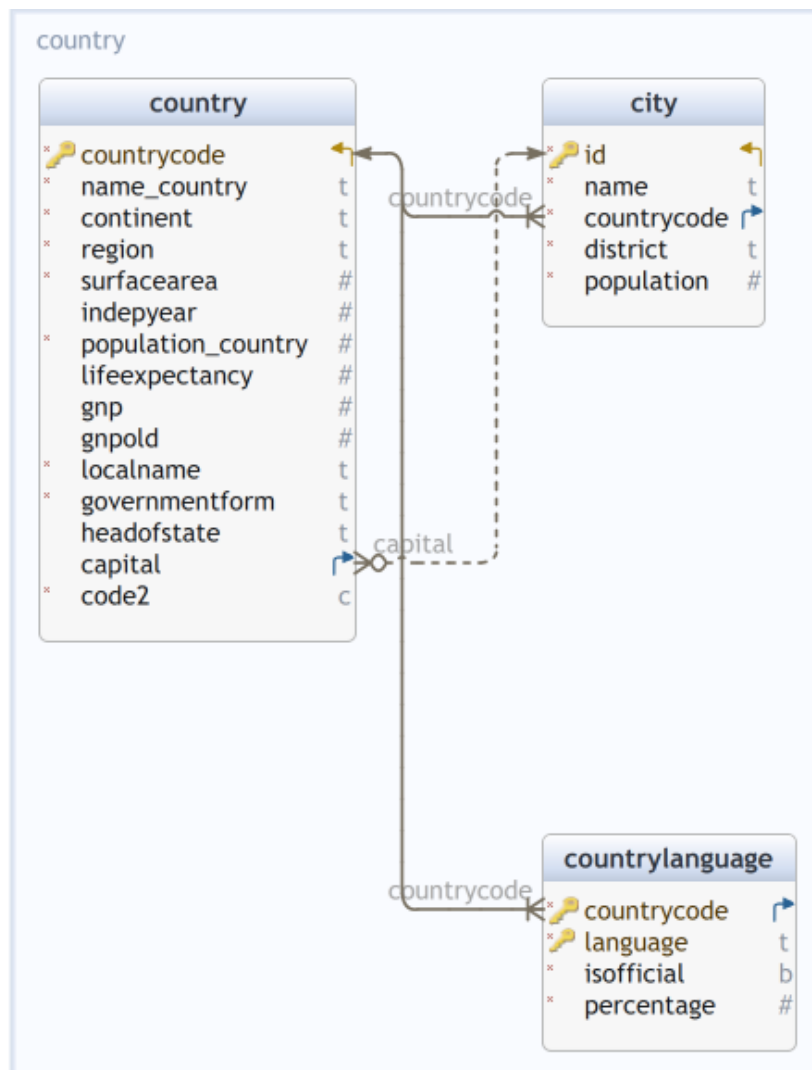 country
country
countrycode
name_country t
continent t
region t
surfacearea #
indepyear #
population_country #
lifeexpectancy #
gnp #
gnpold #
localname t
governmentform t
headofstate t
capital
code2 c
countrycode
capital
city
id
name t
countrycode
district t
population #
countrycode
countrylanguage
countrycode
language t
isofficial b
percentage #